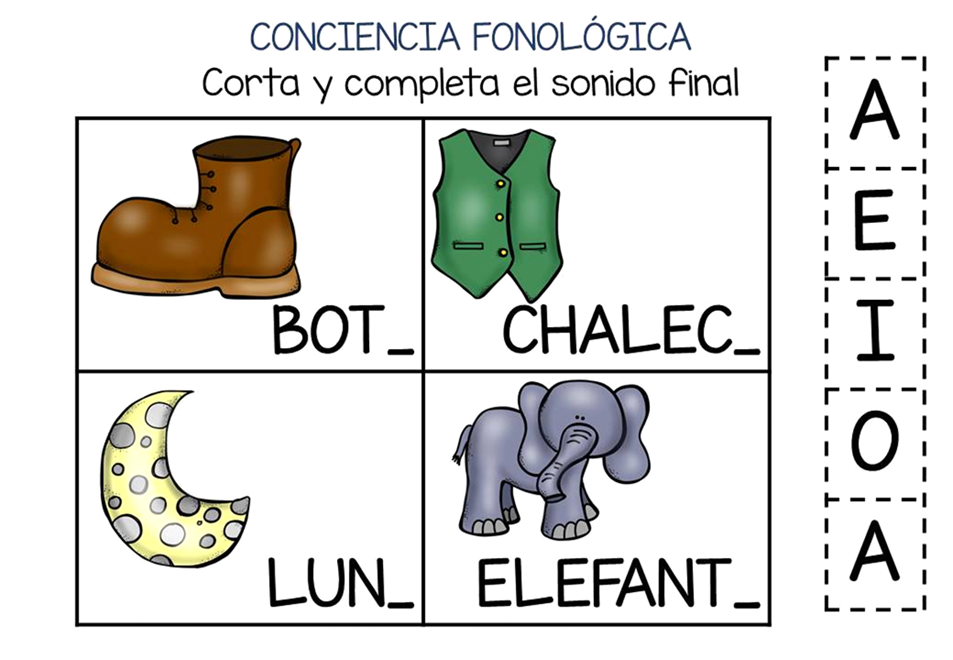 CONCIENCIA FONOLÓGICA
Corta y completa el sonido final
BOT_
CHALEC_
LUN_
ELEFANT_
A
E
I
O
A